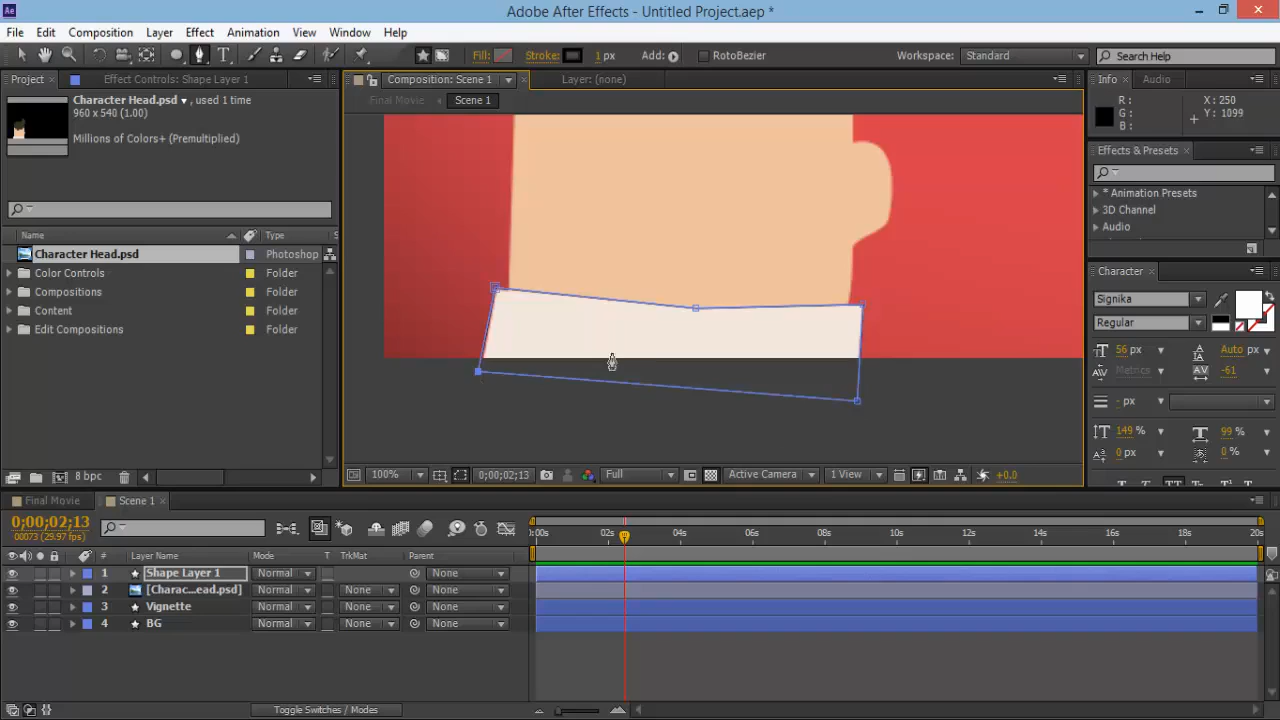 Ae Adobe After Effects - Untitled Project.aep *
File Edit Composition Layer Effect Animation View Window Help
Fill: Stroke: 1 px Add: RotoBezier Workspace: Standard Search Help
Project Effect Controls: Shape Layer 1 Composition: Scene 1 Layer: (none) Info Audio
Character Head.psd , used 1 time
960 x 540 (1.00)
Millions of Colors+ (Premultiplied)
Final Movie Scene 1
R: X: 250
G: Y: 1099
B:
Effects & Presets
* Animation Presets
3D Channel
Audio
Name Type
Character Head.psd Photoshop
Color Controls Folder
Compositions Folder
Content Folder
Edit Compositions Folder
Character
Signika
Regular
T
56 px Auto px
Metrics -61
- px
149 % 99 %
0 px 0 %
8 bpc
100% 0;00;02;13 Full Active Camera 1 View +0.0
Final Movie Scene 1
0;00;02;13
00073 (29.97 fps)
:00s 02s 04s 06s 08s 10s 12s 14s 16s 18s 20s
# Layer Name Mode T TrkMat Parent
1 Shape Layer 1 Normal None
2 [Charac...ead.psd] Normal None None
3 Vignette Normal None None
4 BG Normal None None
Toggle Switches / Modes